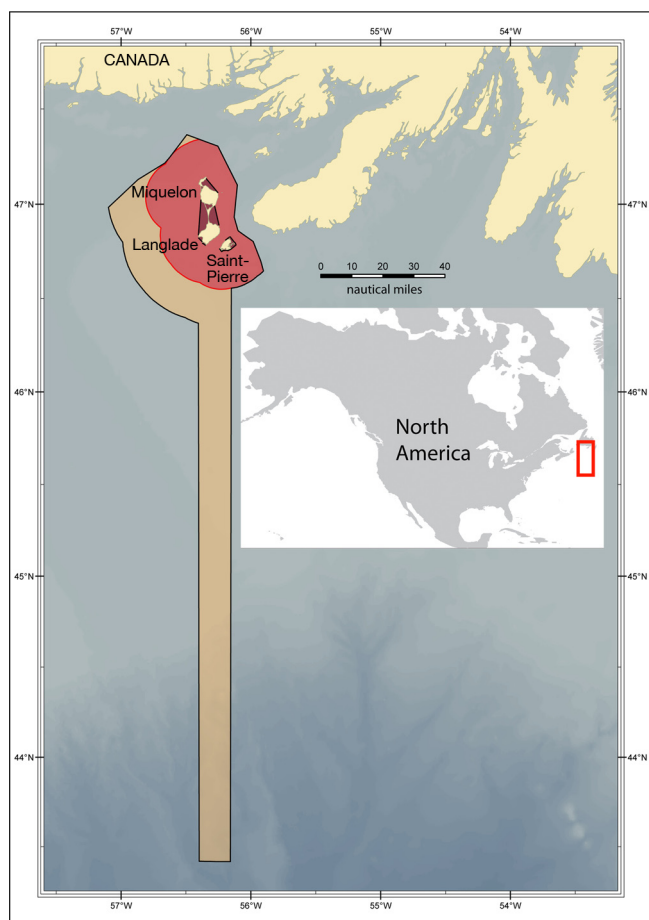 57°W 56°W 55°W 54°W
CANADA
47°N 47°N
Miquelon
Langlade
Saint-
Pierre
0 10 20 30 40
nautical miles
46°N 46°N
North
America
45°N 45°N
44°N 44°N
57°W 56°W 55°W 54°W